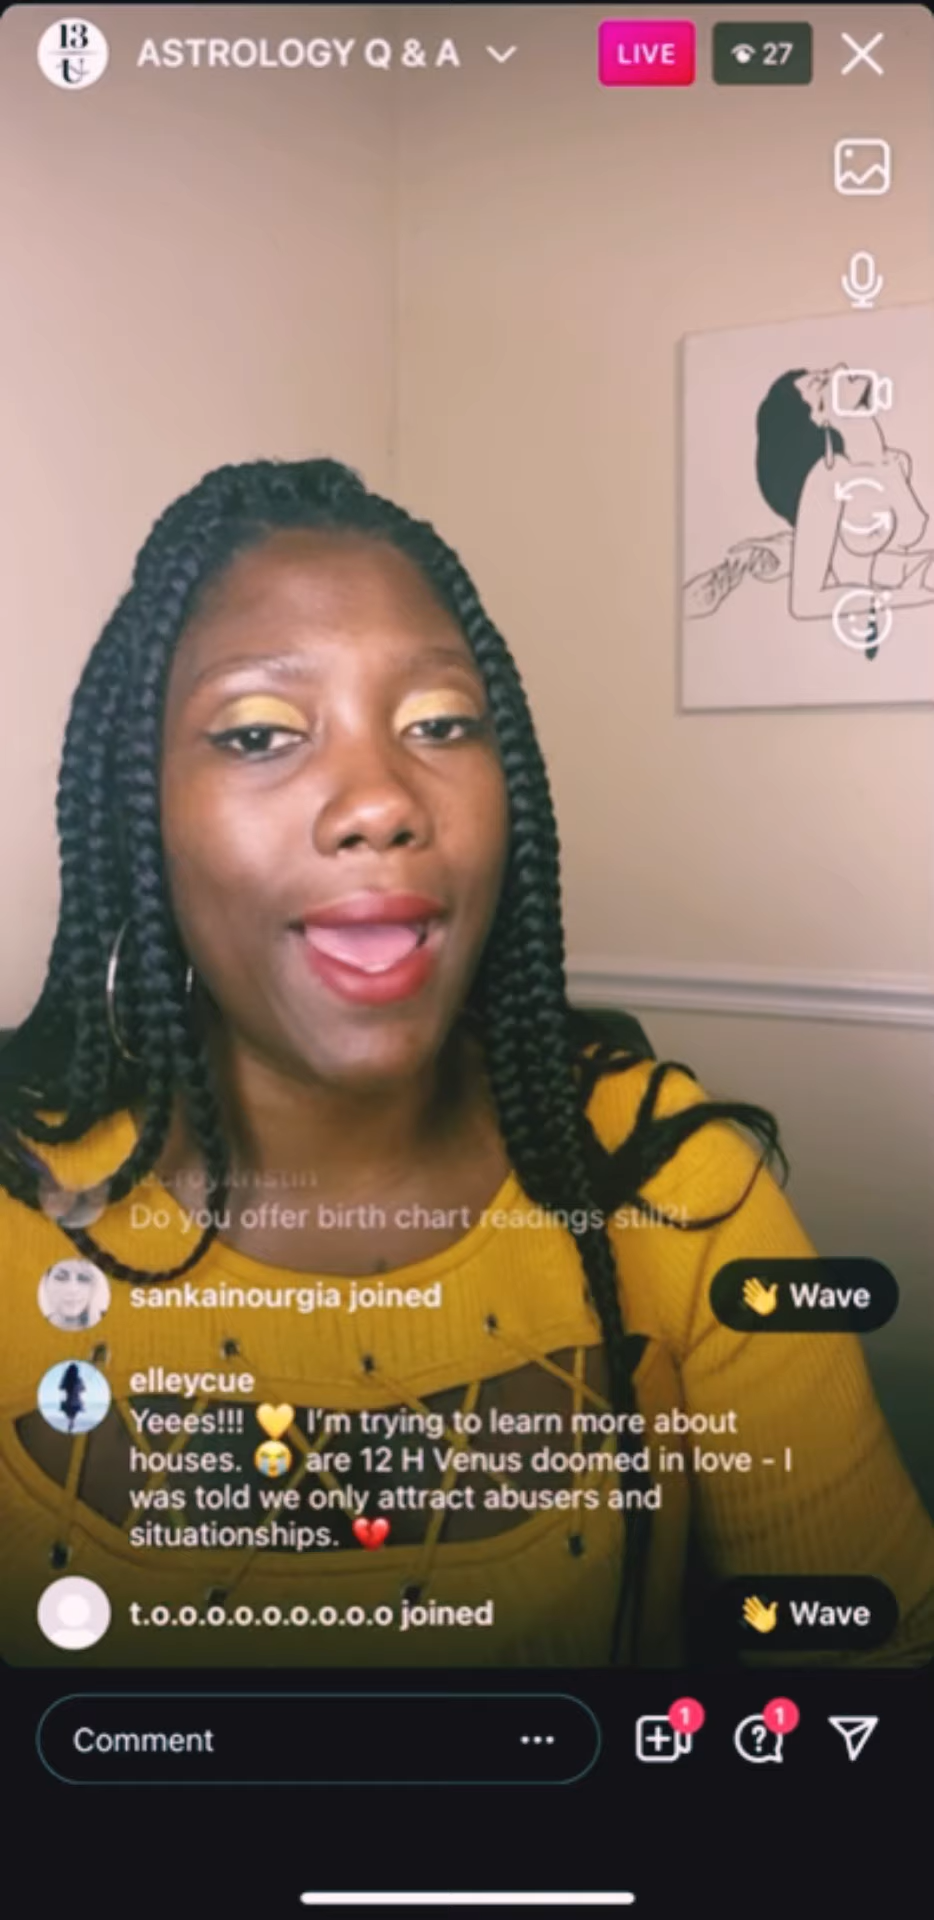 13
U
ASTROLOGY Q & A
LIVE
27
Do you offer birth chart readings still?!
sankainourgia joined
Wave
elleycue
Yeees!!! 💛 I'm trying to learn more about
houses. 😭 are 12 H Venus doomed in love - I
was told we only attract abusers and
situationships. 💔
t.o.o.o.o.o.o.o.o.o joined
Wave
Comment
1
1